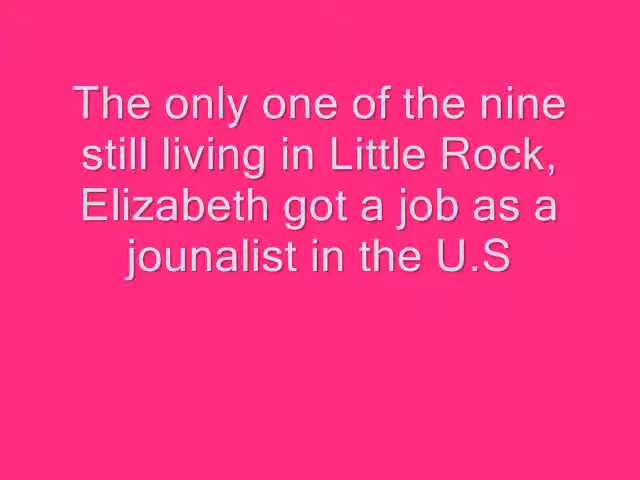 The only one of the nine
still living in Little Rock,
Elizabeth got a job as a
jounalist in the U.S